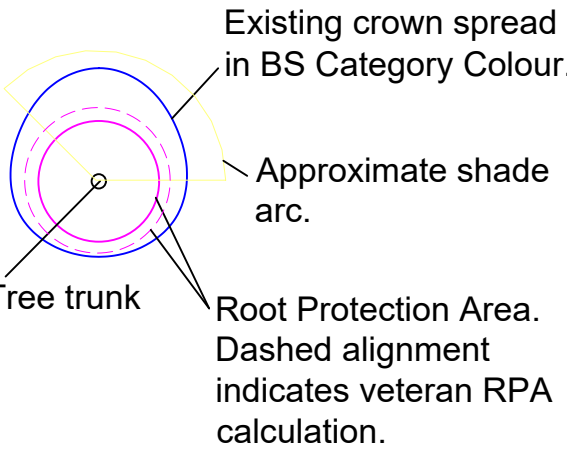 Existing crown spread
in BS Category Colour.
Approximate shade
arc.
Tree trunk
Root Protection Area.
Dashed alignment
indicates veteran RPA
calculation.